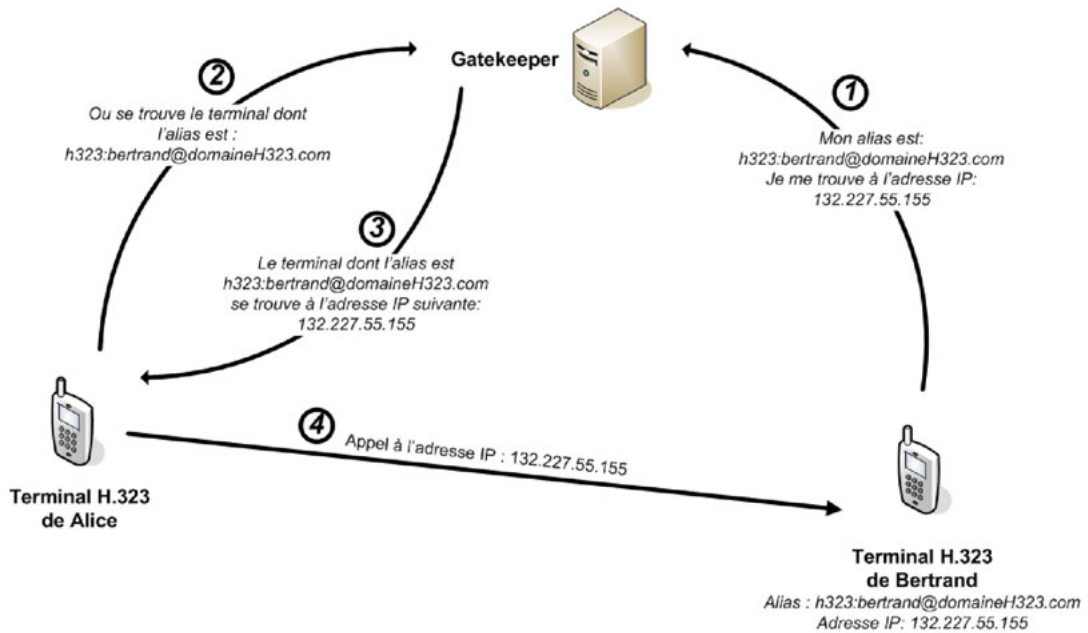 Gatekeeper
1
Mon alias est:
h323:bertrand@domaineH323.com
Je me trouve à l'adresse IP:
132.227.55.155
2
Ou se trouve le terminal dont
l'alias est :
h323:bertrand@domaineH323.com
3
Le terminal dont l'alias est
h323:bertrand@domaineH323.com
se trouve à l'adresse IP suivante:
132.227.55.155
4
Appel à l'adresse IP : 132.227.55.155
Terminal H.323
de Alice
Terminal H.323
de Bertrand
Alias : h323:bertrand@domaineH323.com
Adresse IP: 132.227.55.155